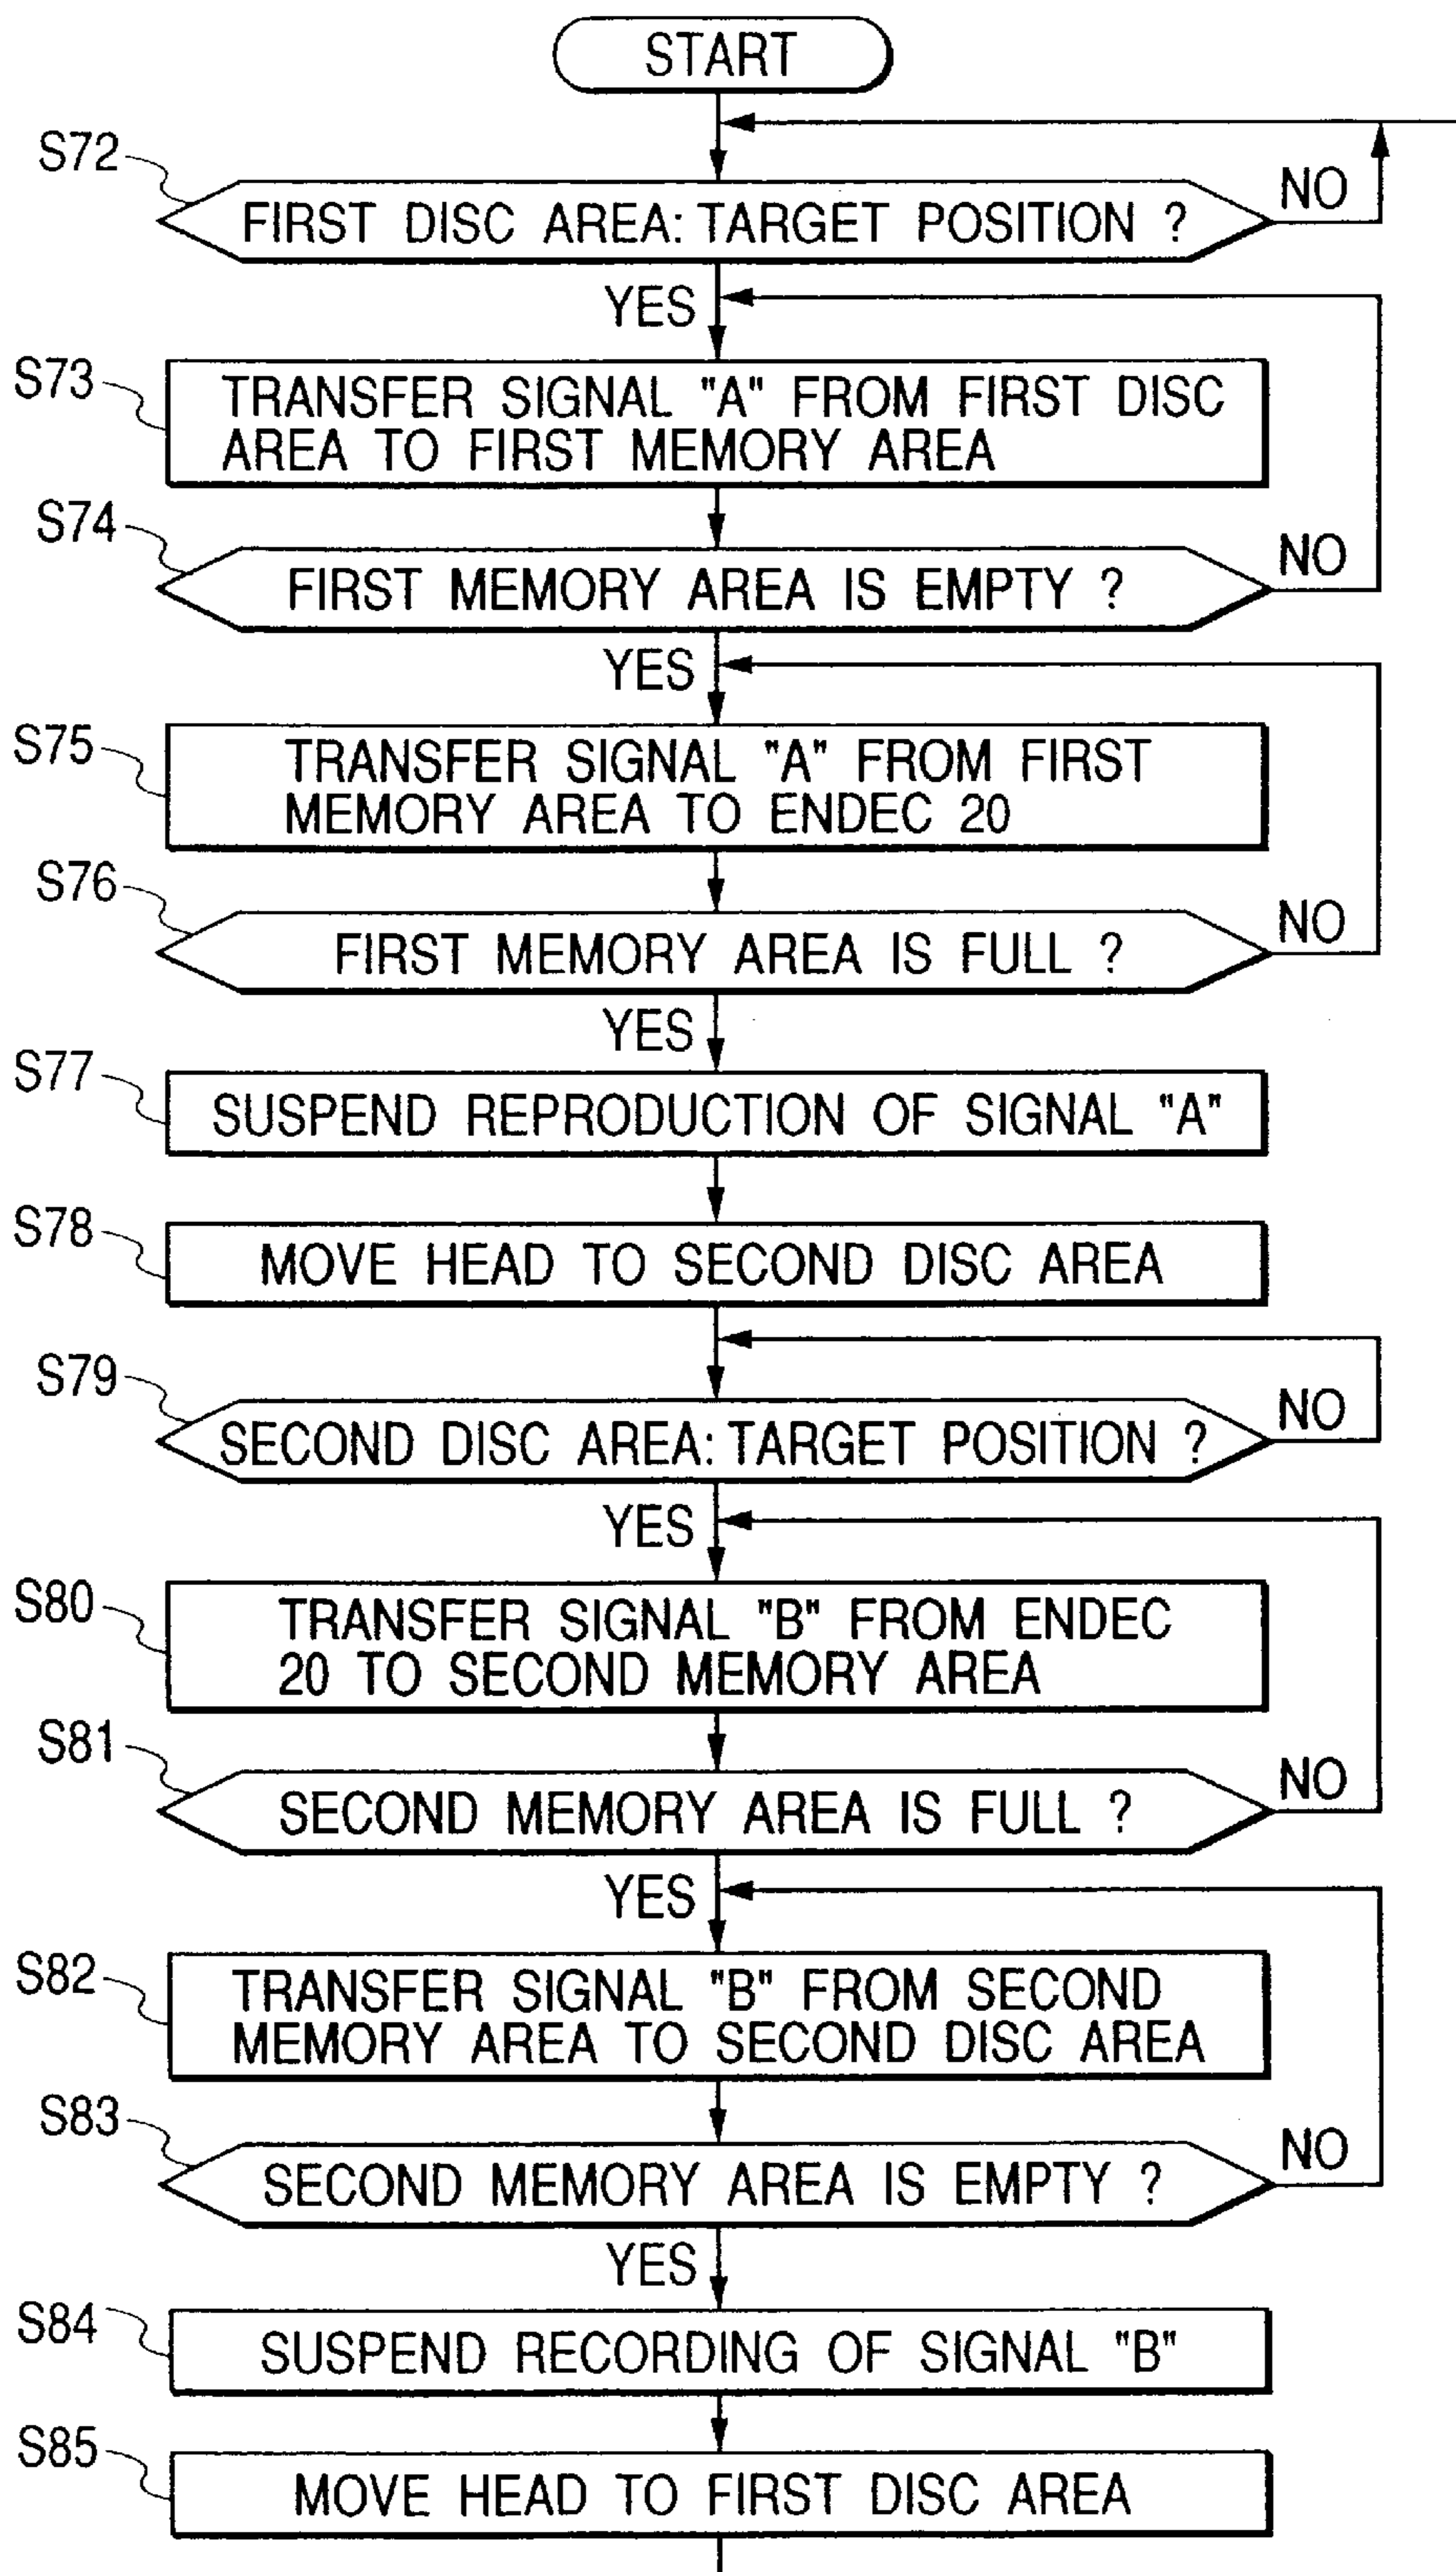 START
S72
FIRST DISC AREA: TARGET POSITION ?
NO
YES
S73
TRANSFER SIGNAL "A" FROM FIRST DISC
AREA TO FIRST MEMORY AREA
S74
FIRST MEMORY AREA IS EMPTY ?
NO
YES
S75
TRANSFER SIGNAL "A" FROM FIRST
MEMORY AREA TO ENDEC 20
S76
FIRST MEMORY AREA IS FULL ?
NO
YES
S77
SUSPEND REPRODUCTION OF SIGNAL "A"
S78
MOVE HEAD TO SECOND DISC AREA
S79
SECOND DISC AREA: TARGET POSITION ?
NO
YES
S80
TRANSFER SIGNAL "B" FROM ENDEC
20 TO SECOND MEMORY AREA
S81
SECOND MEMORY AREA IS FULL ?
NO
YES
S82
TRANSFER SIGNAL "B" FROM SECOND
MEMORY AREA TO SECOND DISC AREA
S83
SECOND MEMORY AREA IS EMPTY ?
NO
YES
S84
SUSPEND RECORDING OF SIGNAL "B"
S85
MOVE HEAD TO FIRST DISC AREA